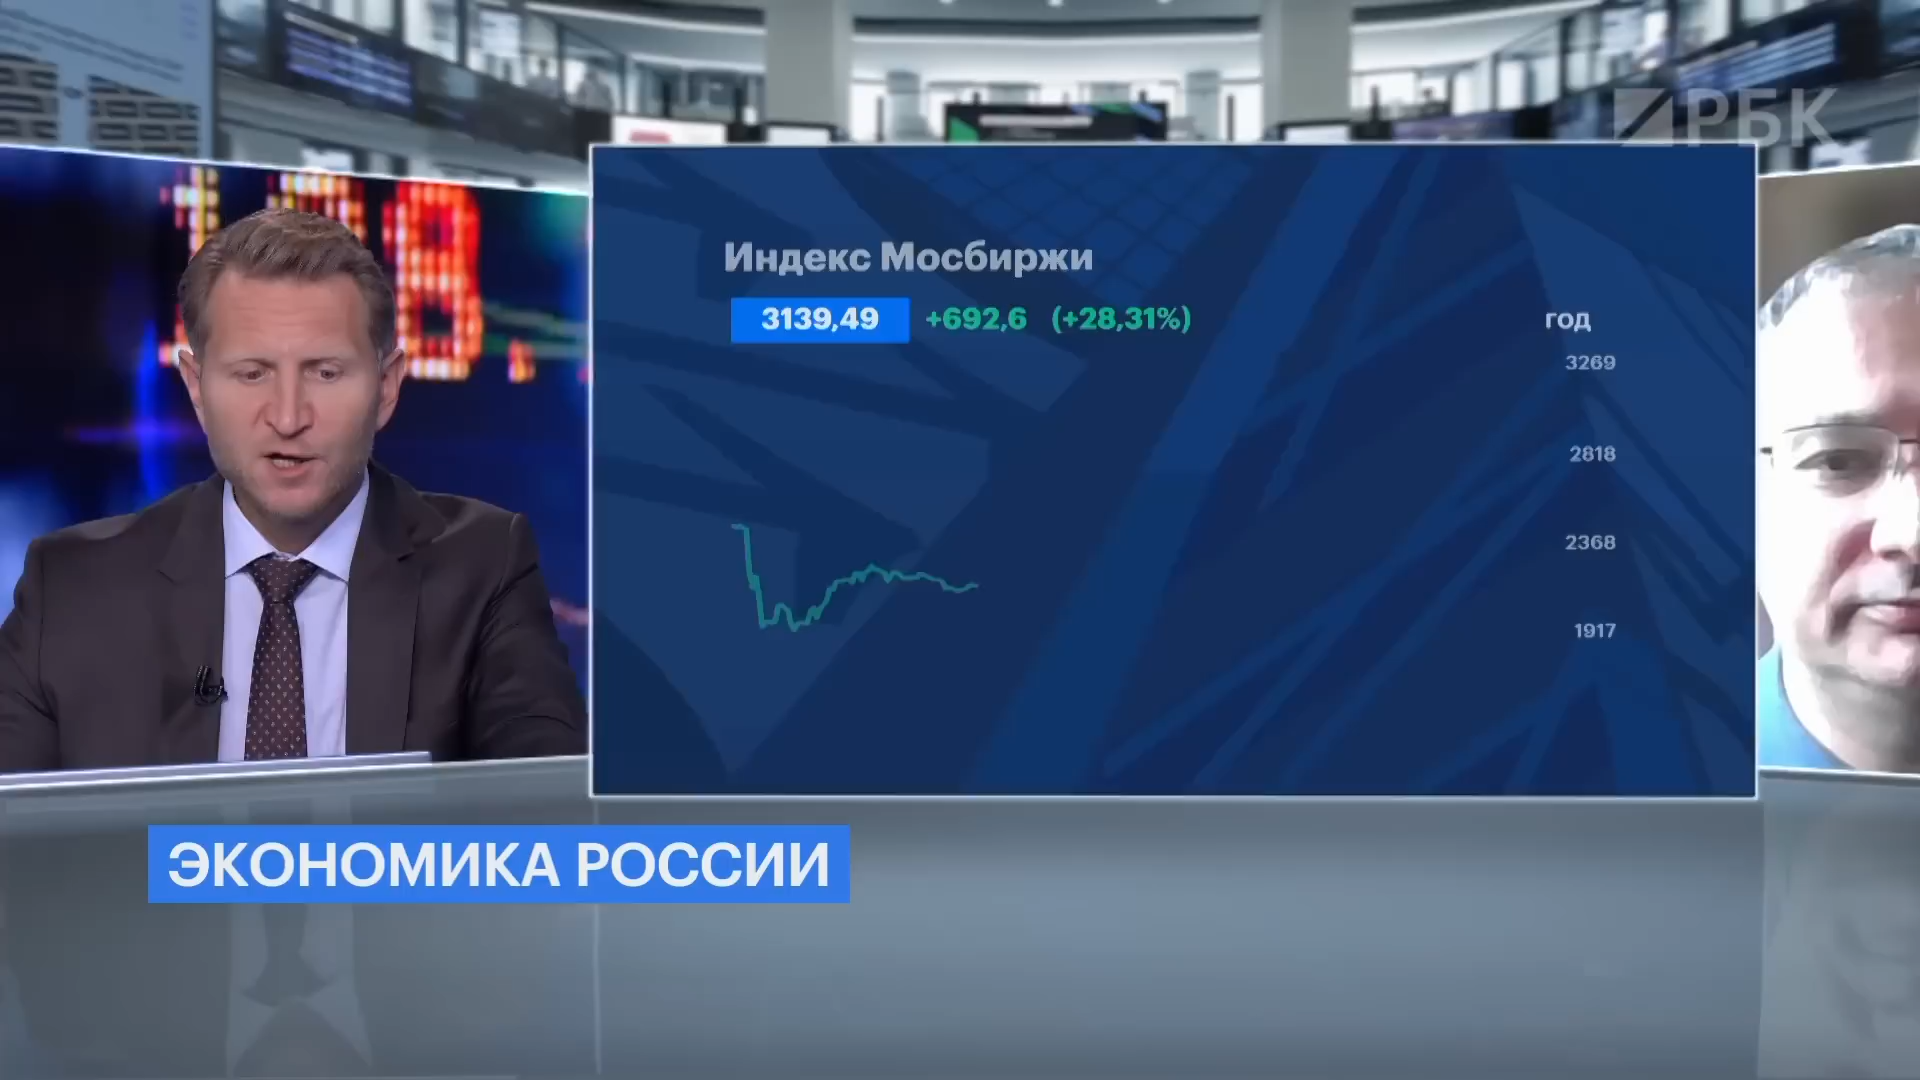 РБК
Индекс Мосбиржи
3139,49 +692,6 (+28,31%)
год
3269
2818
2368
1917
ЭКОНОМИКА РОССИИ